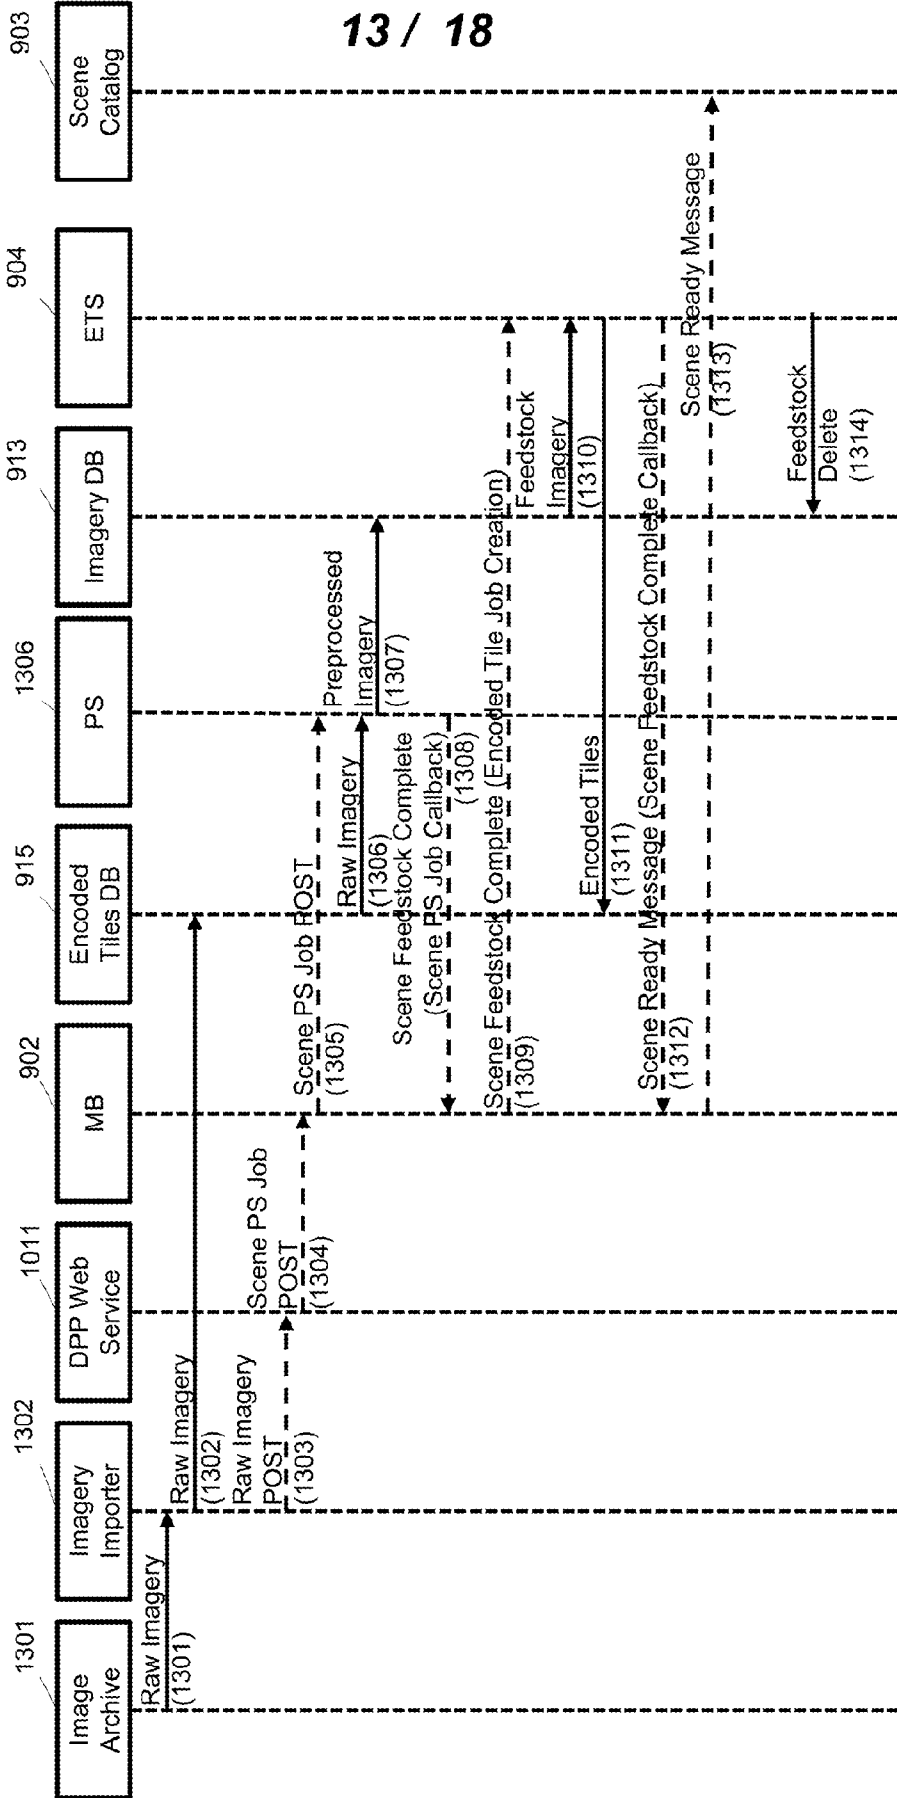 13 / 18
1301
1302
1011
902
915
1306
913
904
903
Image
Archive
Imagery
Importer
DPP Web
Service
MB
Encoded
Tiles DB
PS
Imagery DB
ETS
Scene
Catalog
Raw Imagery
(1301)
Raw Imagery
(1302)
Raw Imagery
POST
(1303)
Scene PS Job
POST
(1304)
Scene PS Job POST
(1305)
Raw Imagery
(1306)
Preprocessed
Imagery
(1307)
Scene Feedstock Complete
(Scene PS Job Callback)
(1308)
Scene Feedstock Complete (Encoded Tile Job Creation)
(1309)
Feedstock
Imagery
(1310)
Encoded Tiles
(1311)
Scene Ready Message (Scene Feedstock Complete Callback)
(1312)
Scene Ready Message
(1313)
Feedstock
Delete
(1314)